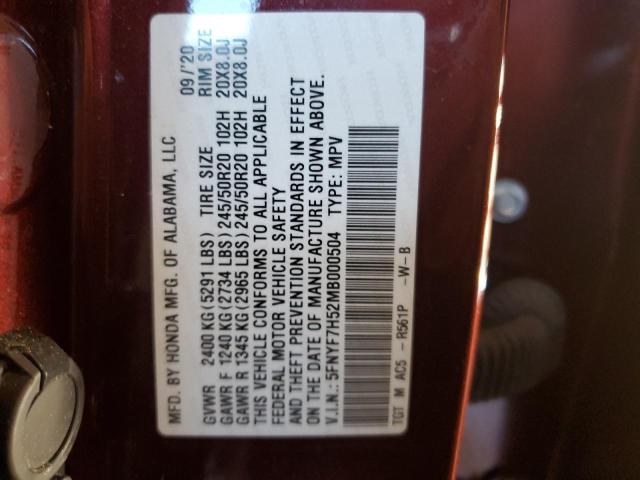 MFD. BY HONDA MFG. OF ALABAMA, LLC 09/'20
GVWR 2400 KG(5291 LBS) TIRE SIZE RIM SIZE
GAWR F 1240 KG(2734 LBS)245/50R20 102H 20X8.0J
GAWR R 1345 KG(2965 LBS)245/50R20 102H 20X8.0J
THIS VEHICLE CONFORMS TO ALL APPLICABLE
FEDERAL MOTOR VEHICLE SAFETY
AND THEFT PREVENTION STANDARDS IN EFFECT
ON THE DATE OF MANUFACTURE SHOWN ABOVE.
V.I.N.: 5FNYF7H52MB000504 TYPE: MPV
TGT M AC5 -R561P -W-B